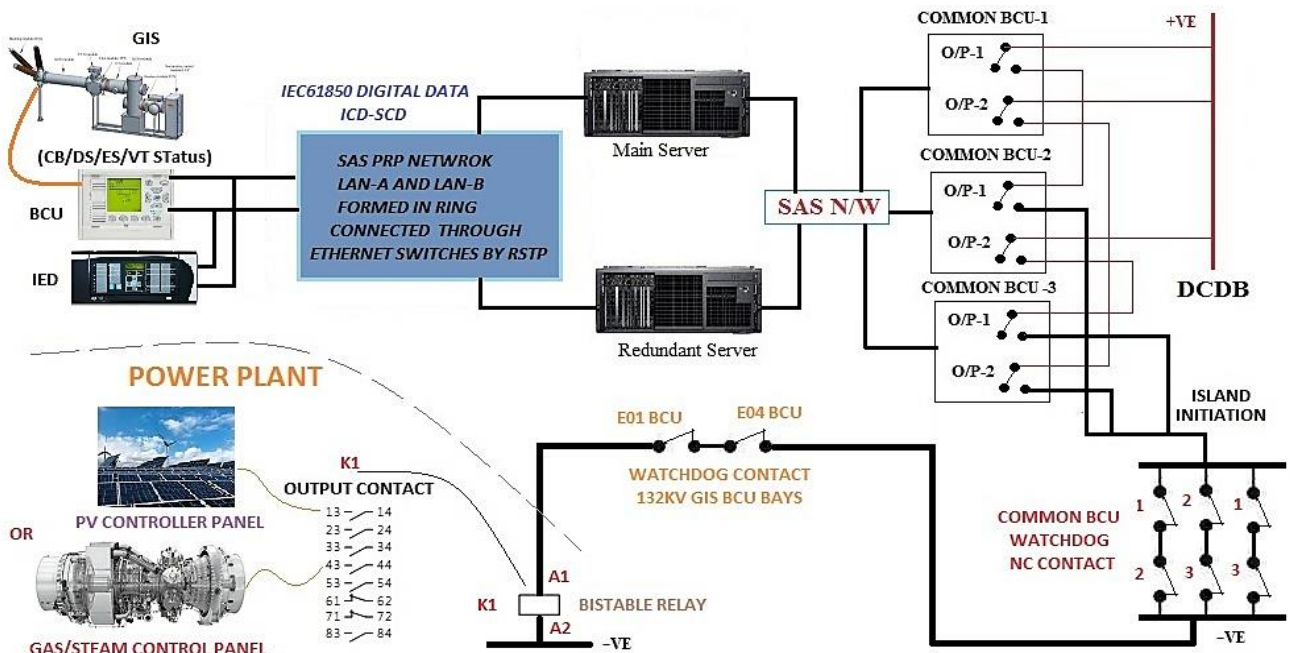 GIS
(CB/DS/ES/VT STatus)
BCU
IED
IEC61850 DIGITAL DATA
ICD-SCD
SAS PRP NETWROK
LAN-A AND LAN-B
FORMED IN RING
CONNECTED THROUGH
ETHERNET SWITCHES BY RSTP
Main Server
Redundant Server
SAS N/W
COMMON BCU-1
O/P-1
O/P-2
COMMON BCU-2
O/P-1
O/P-2
COMMON BCU -3
O/P-1
O/P-2
+VE
DCDB
ISLAND
INITIATION
POWER PLANT
PV CONTROLLER PANEL
OR
GAS/STEAM CONTROL PANEL
K1
OUTPUT CONTACT
13 14
23 24
33 34
43 44
53 54
61 62
71 72
83 84
E01 BCU
E04 BCU
WATCHDOG CONTACT
132KV GIS BCU BAYS
A1
K1
BISTABLE RELAY
A2
–VE
COMMON BCU
WATCHDOG
NC CONTACT
1 2 1
2 3 3
–VE